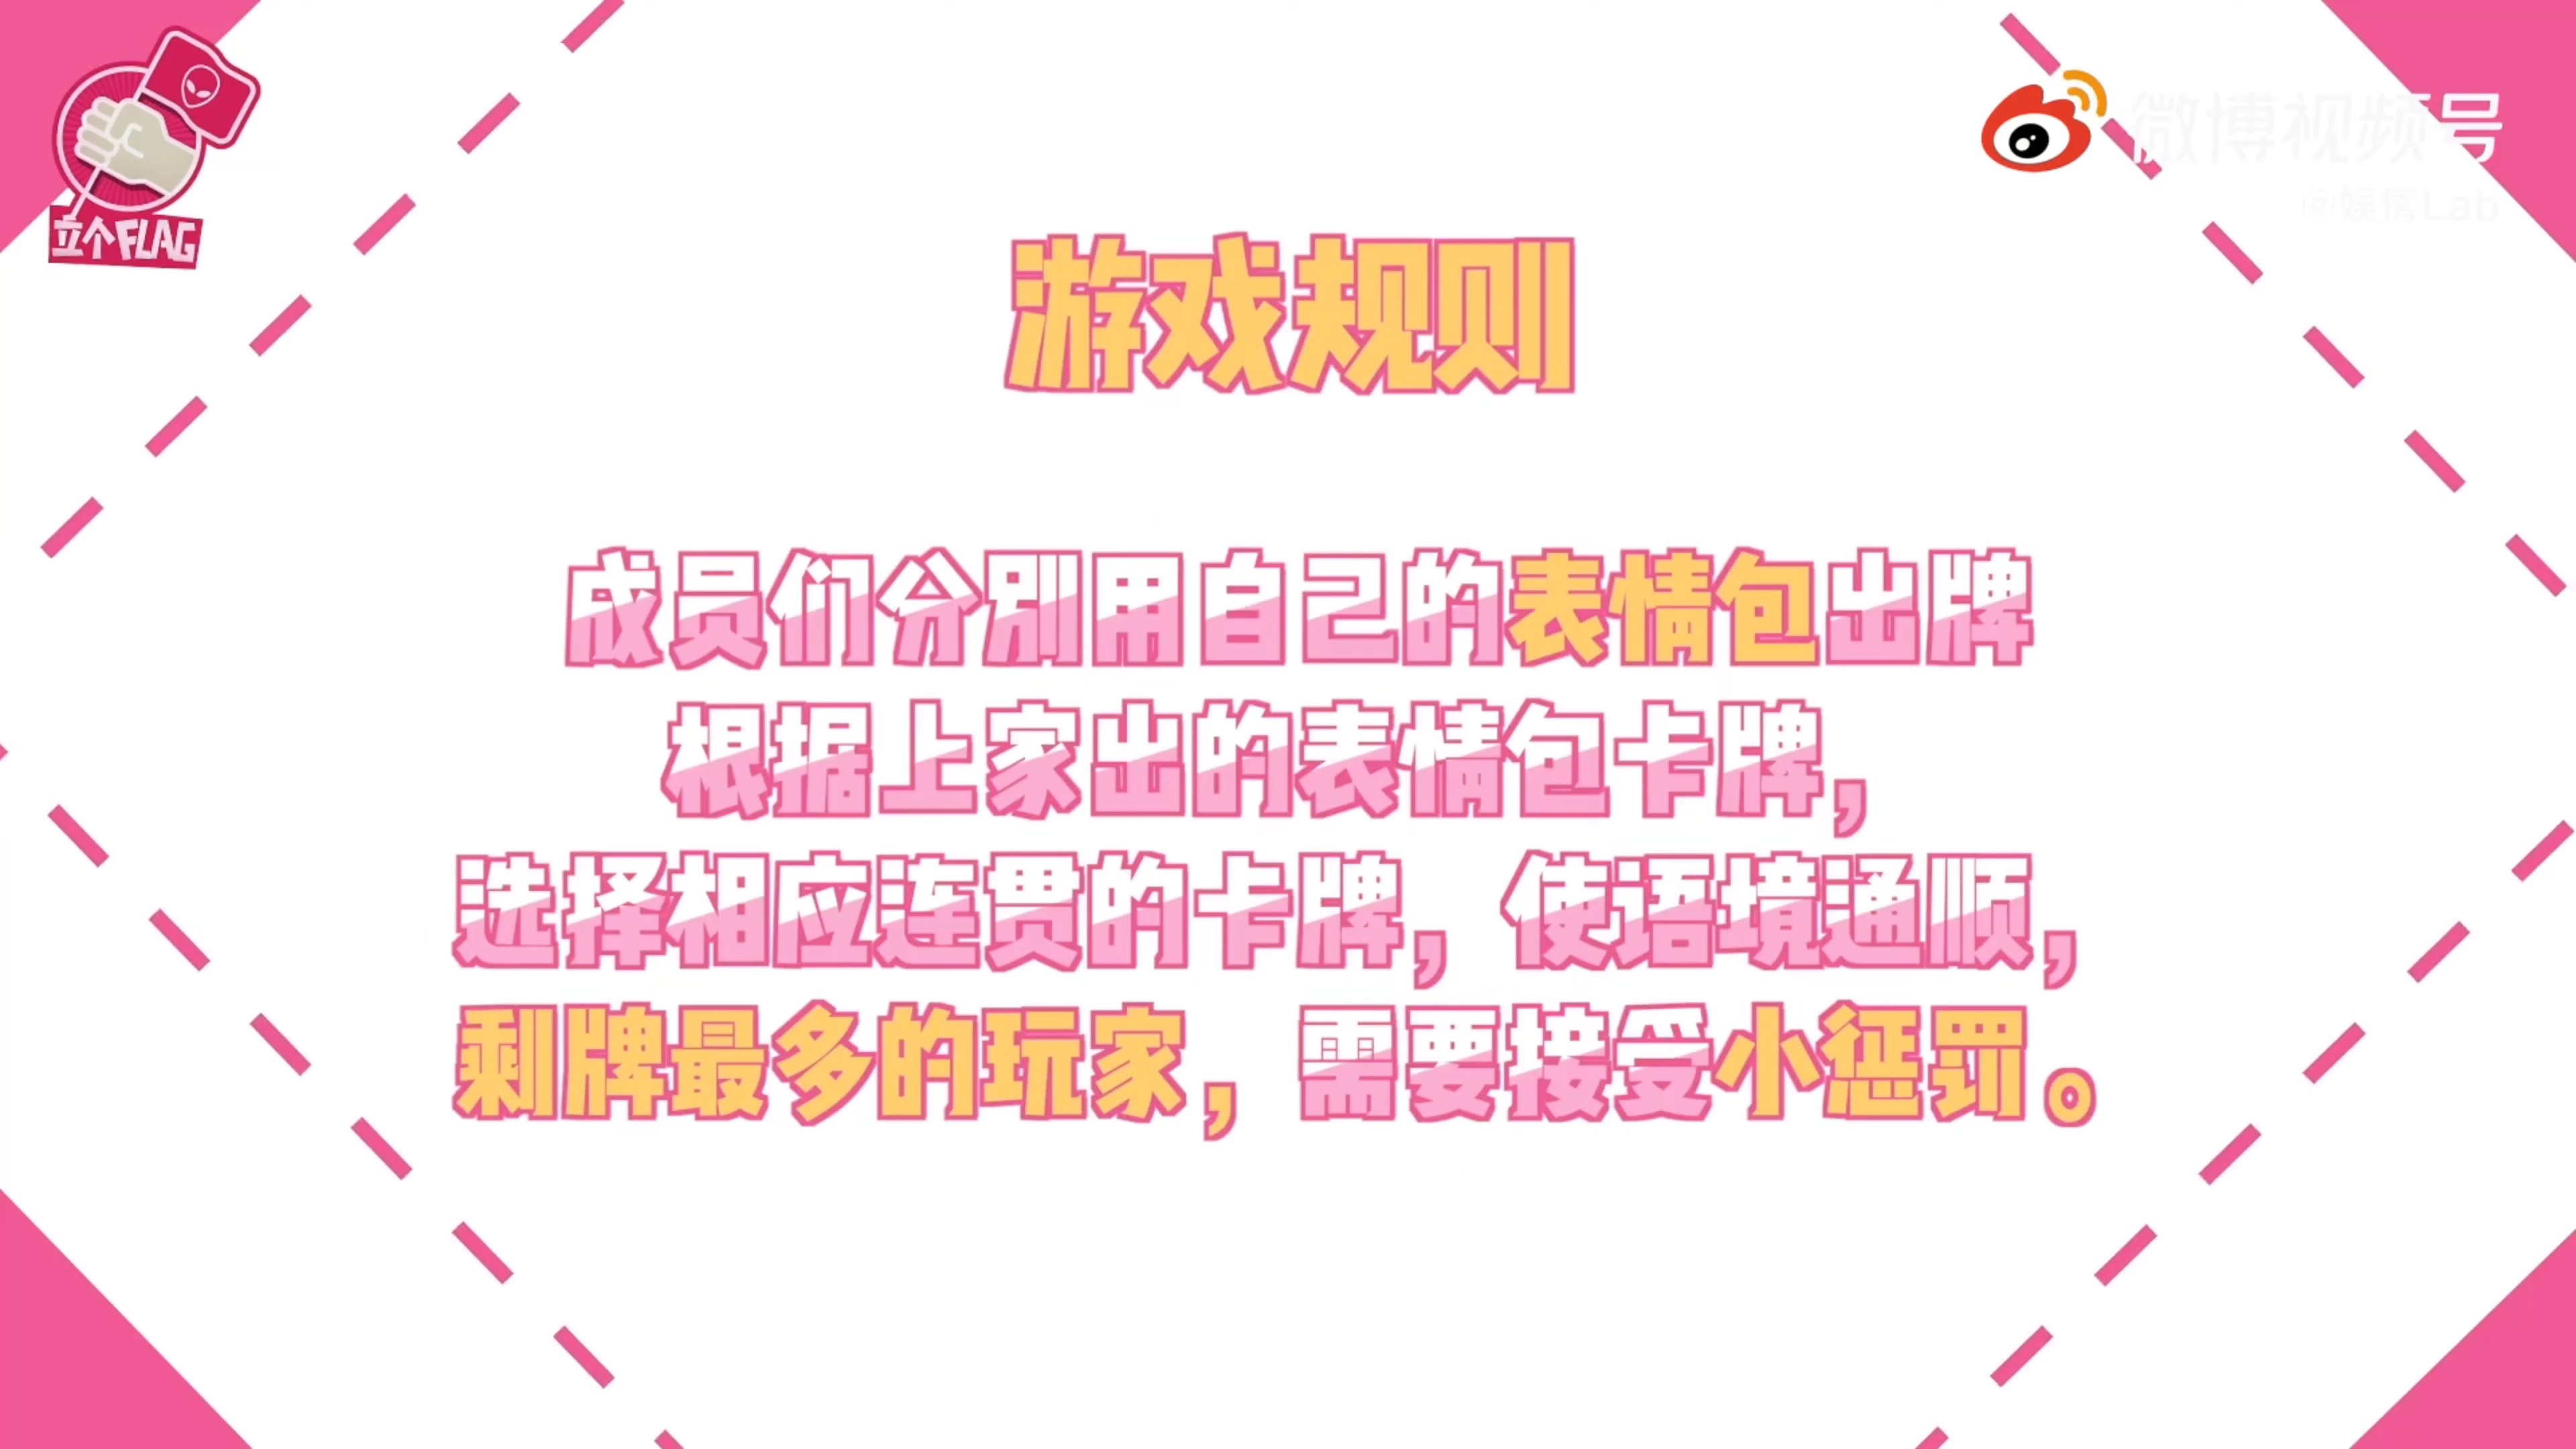 立个FLAG
微博视频号
@娱情Lab
游戏规则
成员们分别用自己的表情包出牌
根据上家出的表情包卡牌，
选择相应连贯的卡牌，使语境通顺，
剩牌最多的玩家，需要接受小惩罚。